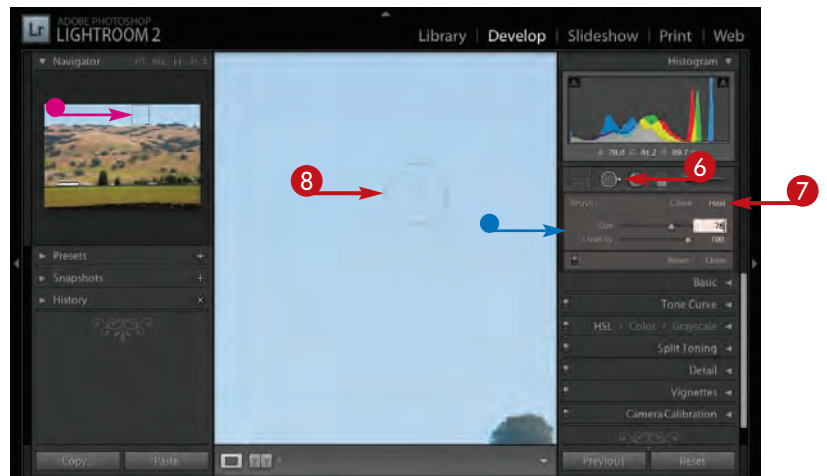 Lr
ADOBE PHOTOSHOP
LIGHTROOM 2
Library | Develop | Slideshow | Print | Web
Navigator
Histogram
6
7
8
Brush: Clone Heal
Size 76
Opacity 100
Reset Close
Presets
Snapshots
History
Basic
Tone Curve
HSL / Color / Grayscale
Split Toning
Detail
Vignettes
Camera Calibration
Copy... Paste
Previous Reset